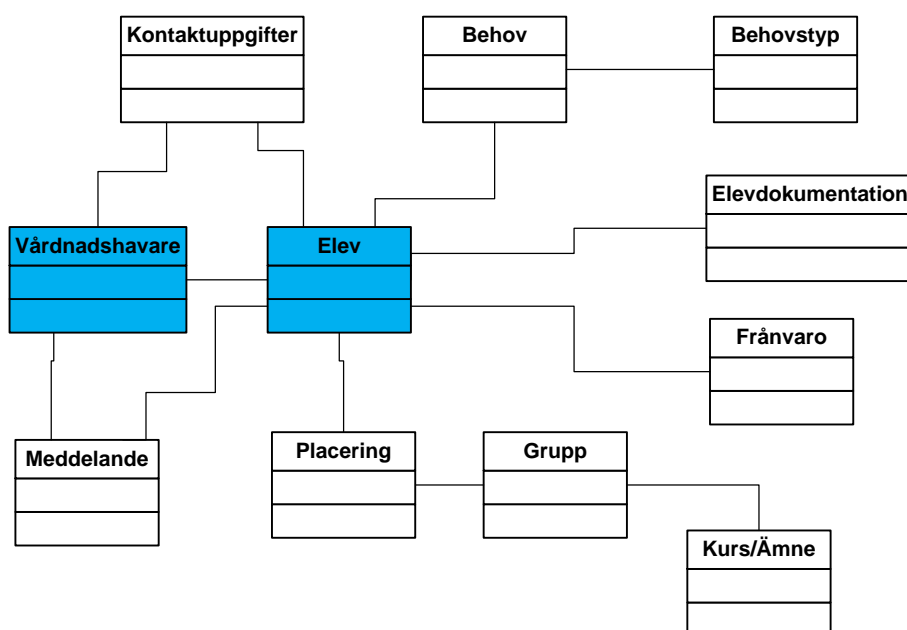 Kontaktuppgifter
Behov
Behovstyp
Elevdokumentation
Vårdnadshavare
Elev
Frånvaro
Meddelande
Placering
Grupp
Kurs/Ämne